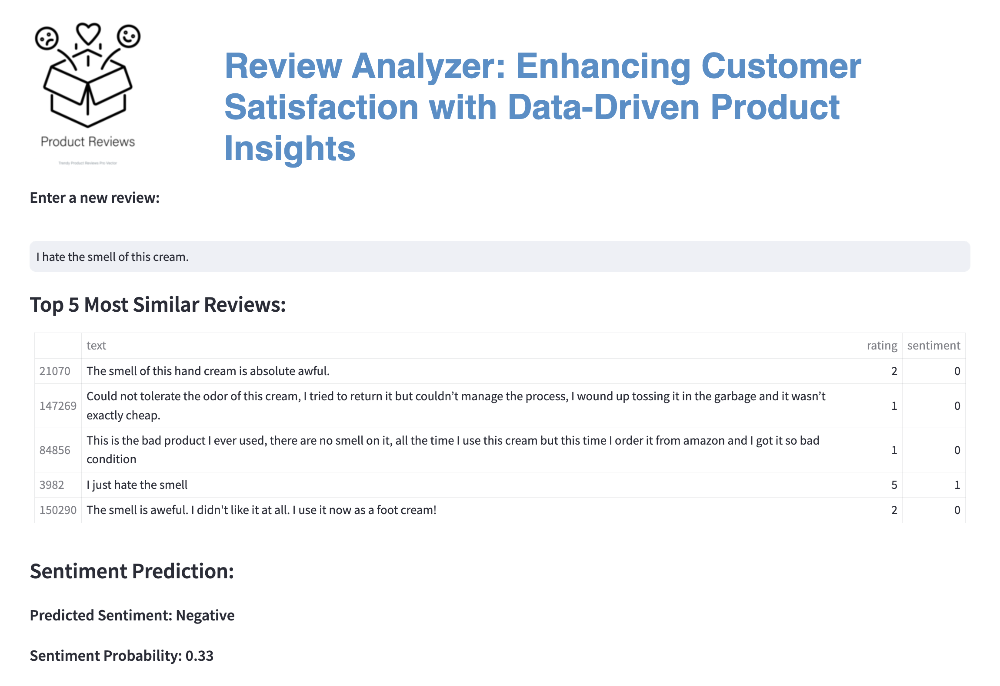 Product Reviews
Trendy Product Reviews Pro Vector
Review Analyzer: Enhancing Customer
Satisfaction with Data-Driven Product
Insights
Enter a new review:
I hate the smell of this cream.
Top 5 Most Similar Reviews:
text rating sentiment
21070 The smell of this hand cream is absolute awful. 2 0
147269 Could not tolerate the odor of this cream, I tried to return it but couldn’t manage the process, I wound up tossing it in the garbage and it wasn’t
exactly cheap. 1 0
84856 This is the bad product I ever used, there are no smell on it, all the time I use this cream but this time I order it from amazon and I got it so bad
condition 1 0
3982 I just hate the smell 5 1
150290 The smell is aweful. I didn't like it at all. I use it now as a foot cream! 2 0
Sentiment Prediction:
Predicted Sentiment: Negative
Sentiment Probability: 0.33